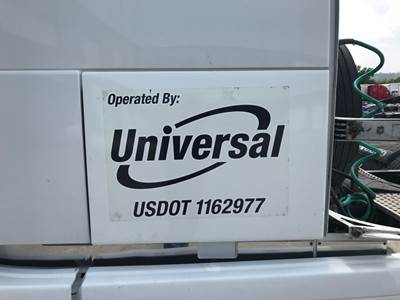 Operated By:
Universal
USDOT 1162977